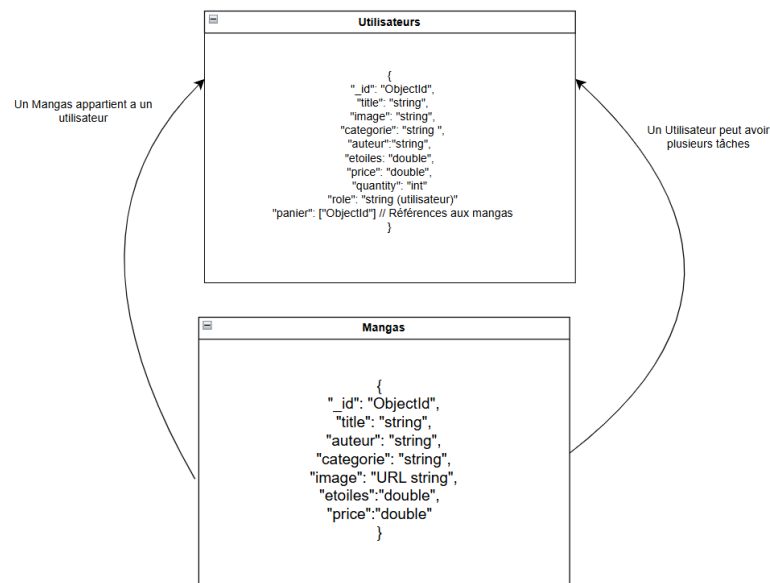 Utilisateurs
{
"_id": "ObjectId",
"title": "string",
"image": "string",
"categorie": "string ",
"auteur":"string",
"etoiles: "double",
"price": "double",
"quantity": "int"
"role": "string (utilisateur)"
"panier": ["ObjectId"] // Références aux mangas
}
Un Mangas appartient a un
utilisateur
Un Utilisateur peut avoir
plusieurs tâches
Mangas
{
"_id": "ObjectId",
"title": "string",
"auteur": "string",
"categorie": "string",
"image": "URL string",
"etoiles":"double",
"price":"double"
}